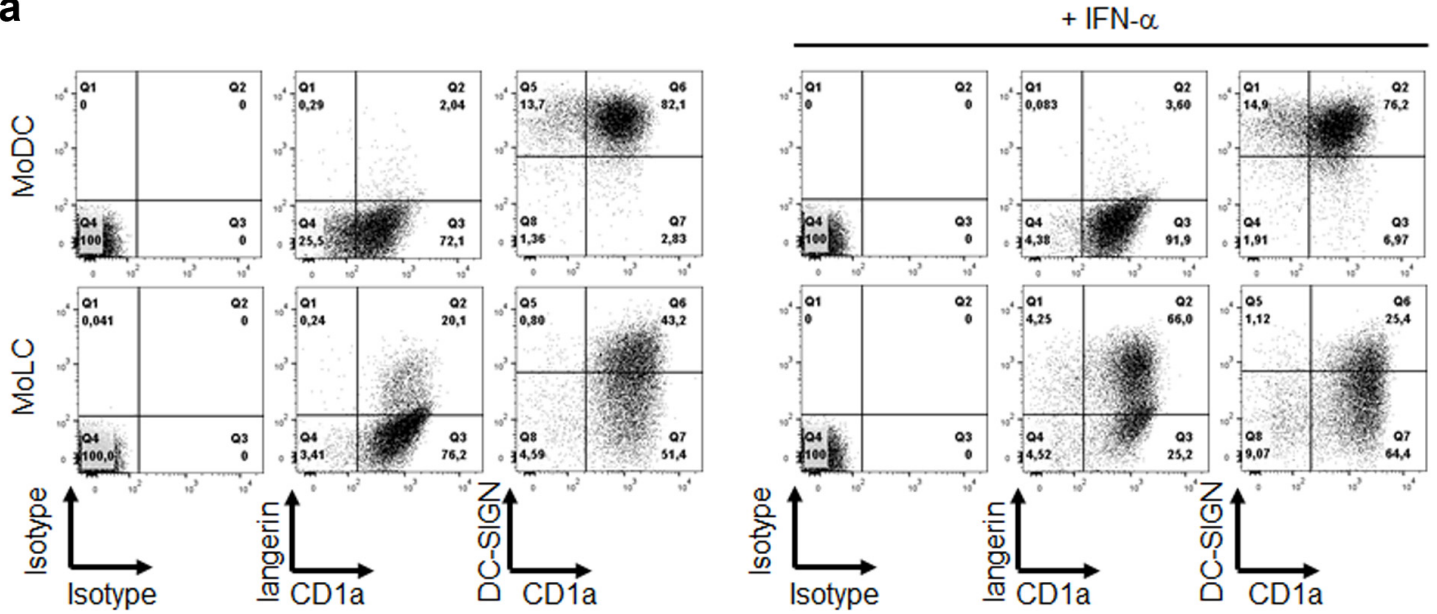 a
+ IFN-α
MoDC
Q1
0
Q2
0
Q4
100
Q3
0
Q1
0,29
Q2
2,04
Q4
25,5
Q3
72,1
Q5
13,7
Q6
82,1
Q8
1,36
Q7
2,83
Q1
0
Q2
0
Q4
100
Q3
0
Q1
0,083
Q2
3,60
Q4
4,38
Q3
91,9
Q1
14,9
Q2
76,2
Q4
1,91
Q3
6,97
MoLC
Q1
0,041
Q2
0
Q4
100,0
Q3
0
Q1
0,24
Q2
20,1
Q4
3,41
Q3
76,2
Q5
0,80
Q6
43,2
Q8
4,59
Q7
51,4
Q1
0
Q2
0
Q4
100
Q3
0
Q1
4,25
Q2
66,0
Q4
4,52
Q3
25,2
Q5
1,12
Q6
25,4
Q8
9,07
Q7
64,4
Isotype
Isotype
langerin
CD1a
DC-SIGN
CD1a
Isotype
Isotype
langerin
CD1a
DC-SIGN
CD1a